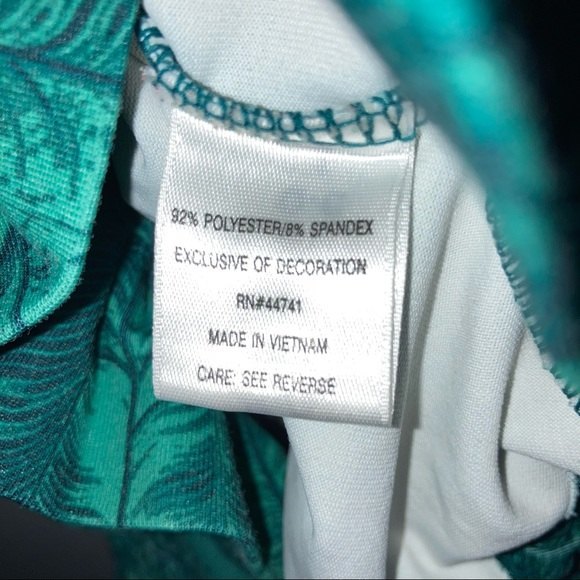 92% POLYESTER/8% SPANDEX
EXCLUSIVE OF DECORATION
RN#44741
MADE IN VIETNAM
CARE: SEE REVERSE